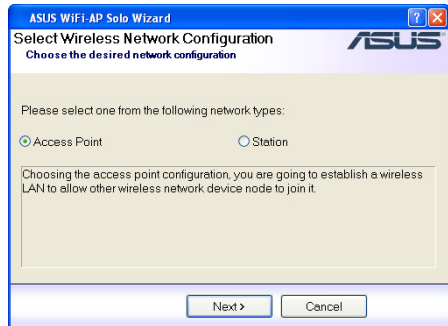 ASUS WiFi-AP Solo Wizard
Select Wireless Network Configuration
Choose the desired network configuration
ASUS
Please select one from the following network types:
Access Point
Station
Choosing the access point configuration, you are going to establish a wireless
LAN to allow other wireless network device node to join it.
Next >
Cancel